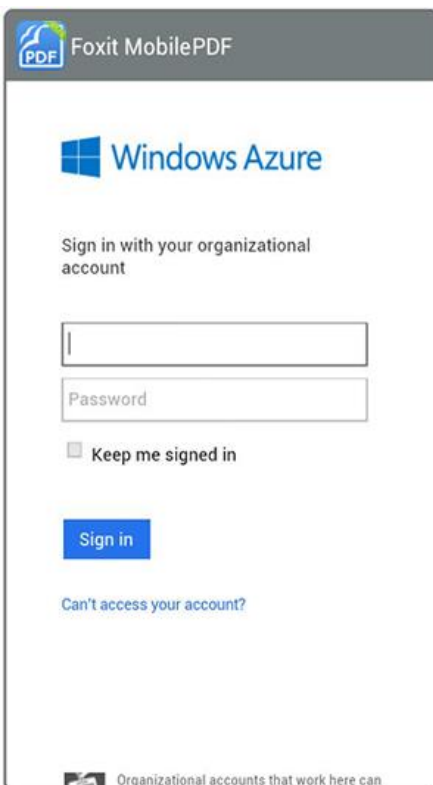 PDF
Foxit MobilePDF
Windows Azure
Sign in with your organizational
account
Password
Keep me signed in
Sign in
Can't access your account?
Organizational accounts that work here can